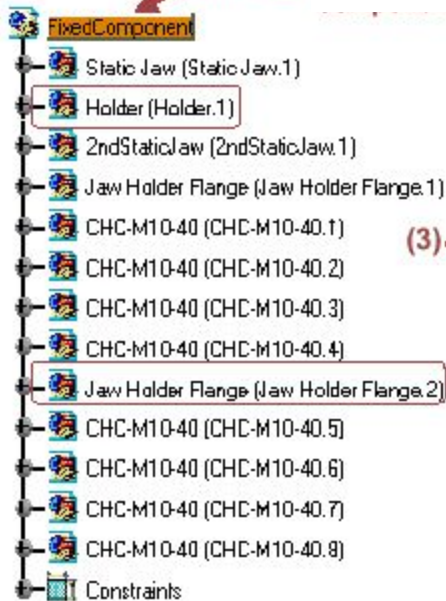 FixedComponent
Static Jaw (Static Jaw.1)
Holder (Holder.1)
2ndStaticJaw (2ndStaticJaw.1)
Jaw Holder Flange (Jaw Holder Flange.1)
CHC-M10-40 (CHC-M10-40.1)
(3)
CHC-M10-40 (CHC-M10-40.2)
CHC-M10-40 (CHC-M10-40.3)
CHC-M10-40 (CHC-M10-40.4)
Jaw Holder Flange (Jaw Holder Flange.2)
CHC-M10-40 (CHC-M10-40.5)
CHC-M10-40 (CHC-M10-40.6)
CHC-M10-40 (CHC-M10-40.7)
CHC-M10-40 (CHC-M10-40.8)
Constraints